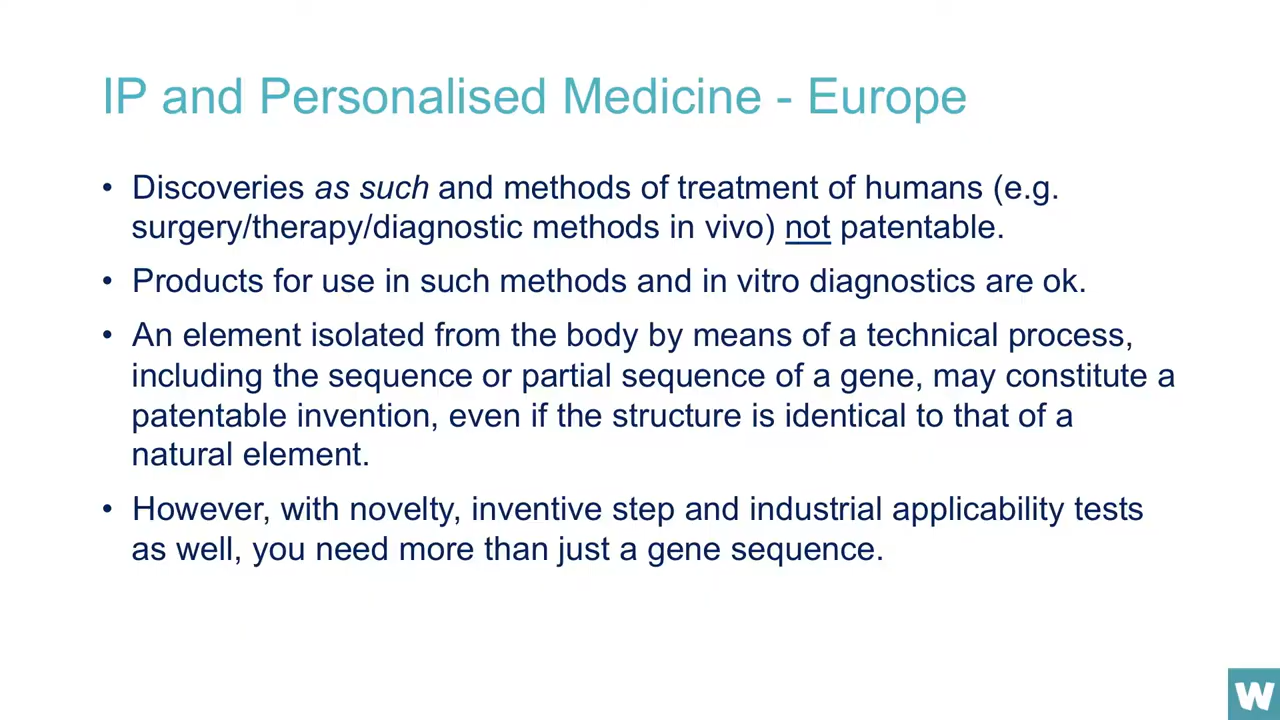 IP and Personalised Medicine - Europe
• Discoveries as such and methods of treatment of humans (e.g.
surgery/therapy/diagnostic methods in vivo) not patentable.
• Products for use in such methods and in vitro diagnostics are ok.
• An element isolated from the body by means of a technical process,
including the sequence or partial sequence of a gene, may constitute a
patentable invention, even if the structure is identical to that of a
natural element.
• However, with novelty, inventive step and industrial applicability tests
as well, you need more than just a gene sequence.
W